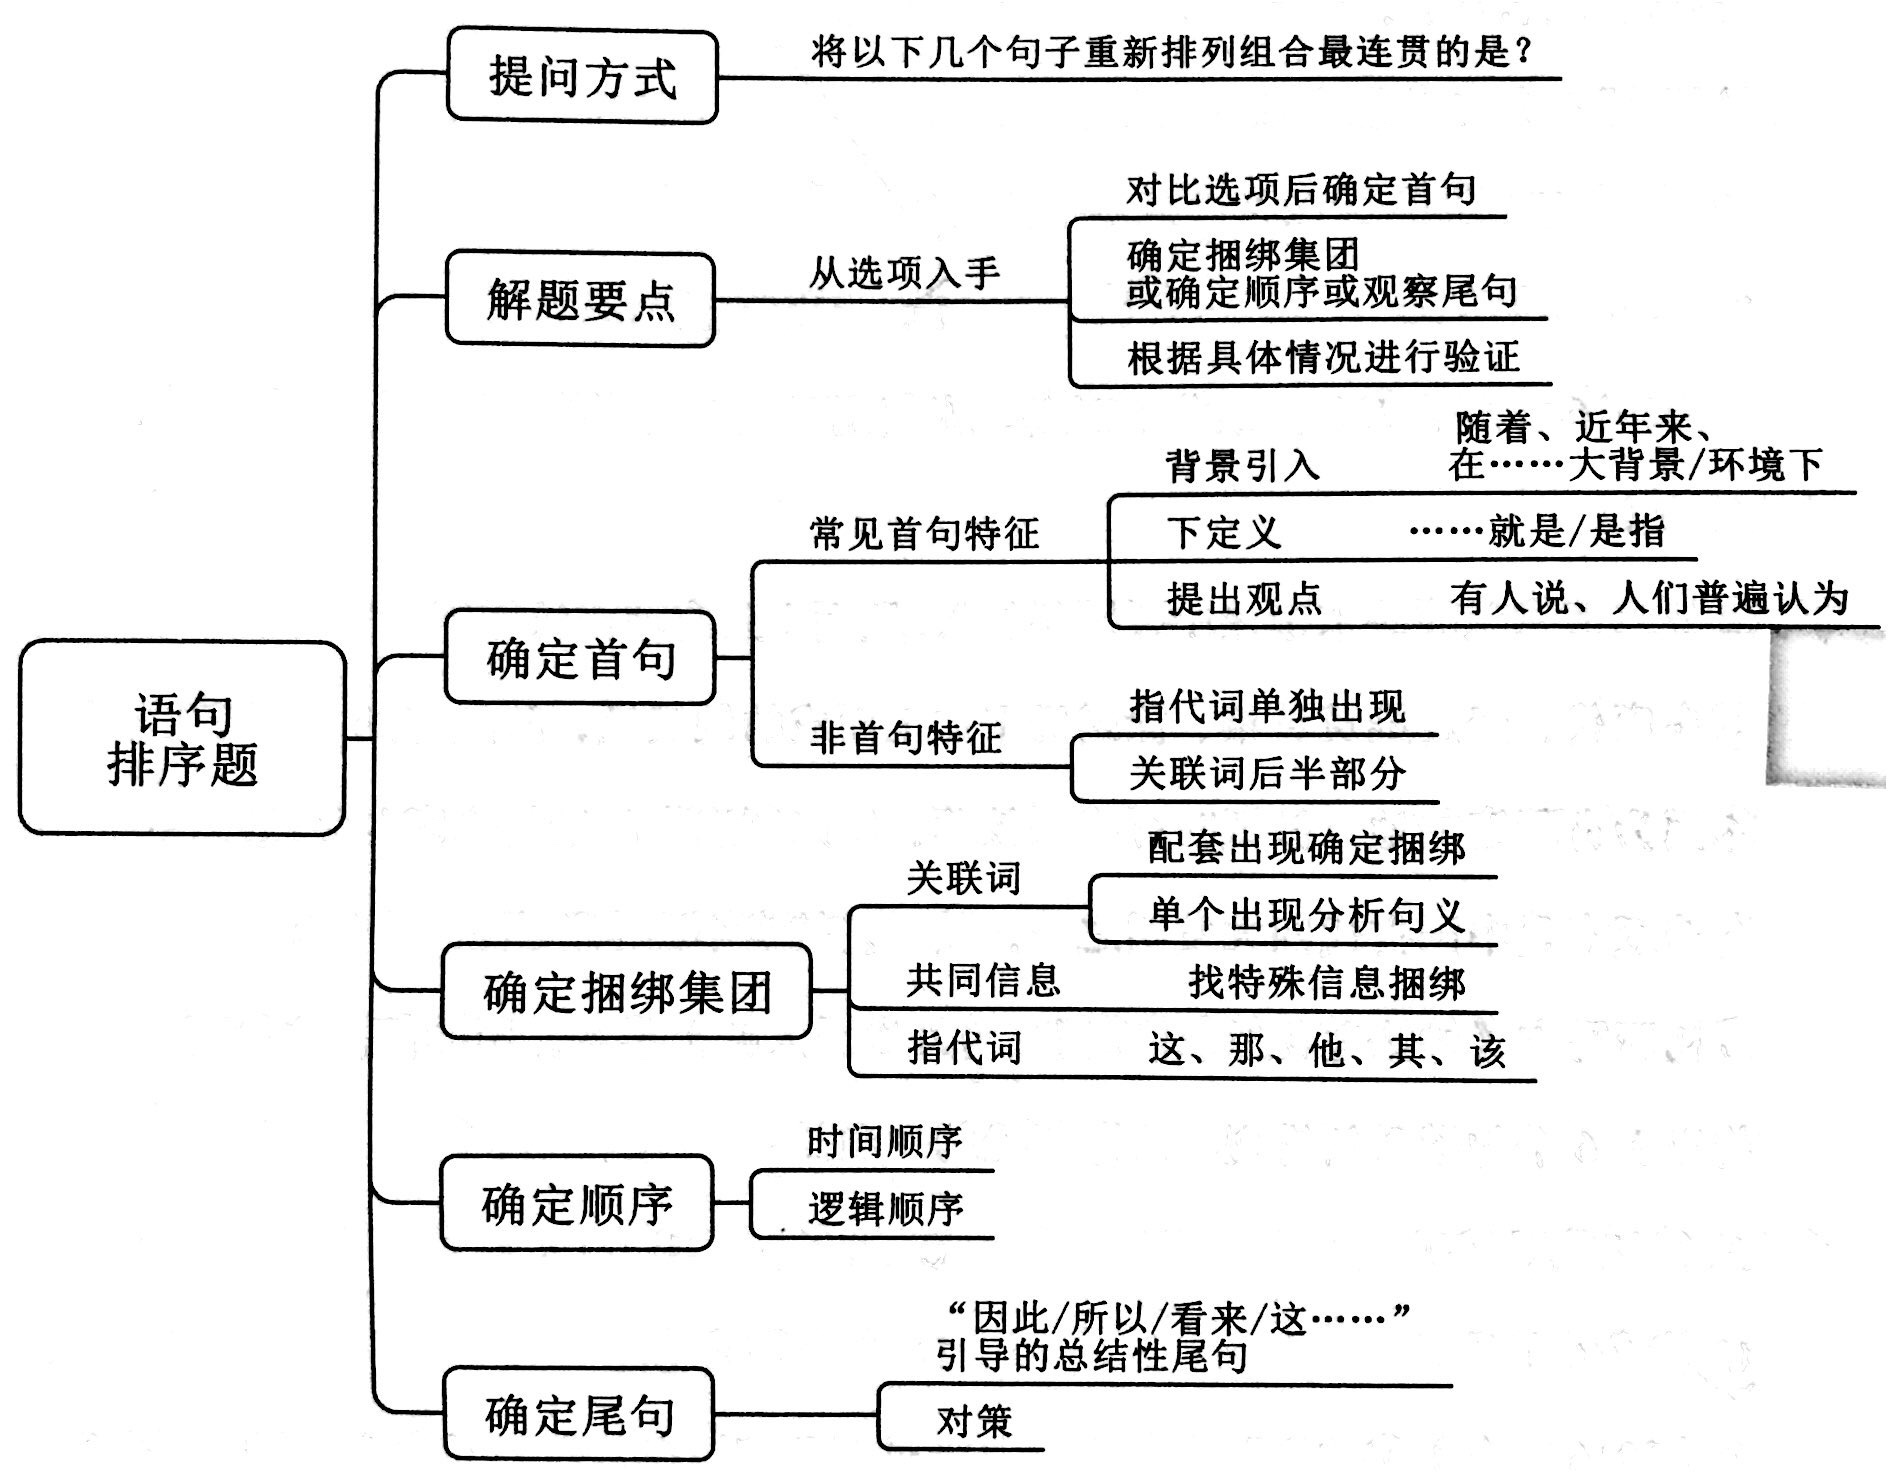 语句
排序题
提问方式
将以下几个句子重新排列组合最连贯的是？
解题要点
从选项入手
对比选项后确定首句
确定捆绑集团
或确定顺序或观察尾句
根据具体情况进行验证
确定首句
常见首句特征
背景引入
随着、近年来、
在……大背景/环境下
下定义
……就是/是指
提出观点
有人说、人们普遍认为
非首句特征
指代词单独出现
关联词后半部分
确定捆绑集团
关联词
配套出现确定捆绑
单个出现分析句义
共同信息
找特殊信息捆绑
指代词
这、那、他、其、该
确定顺序
时间顺序
逻辑顺序
确定尾句
“因此/所以/看来/这……”
引导的总结性尾句
对策